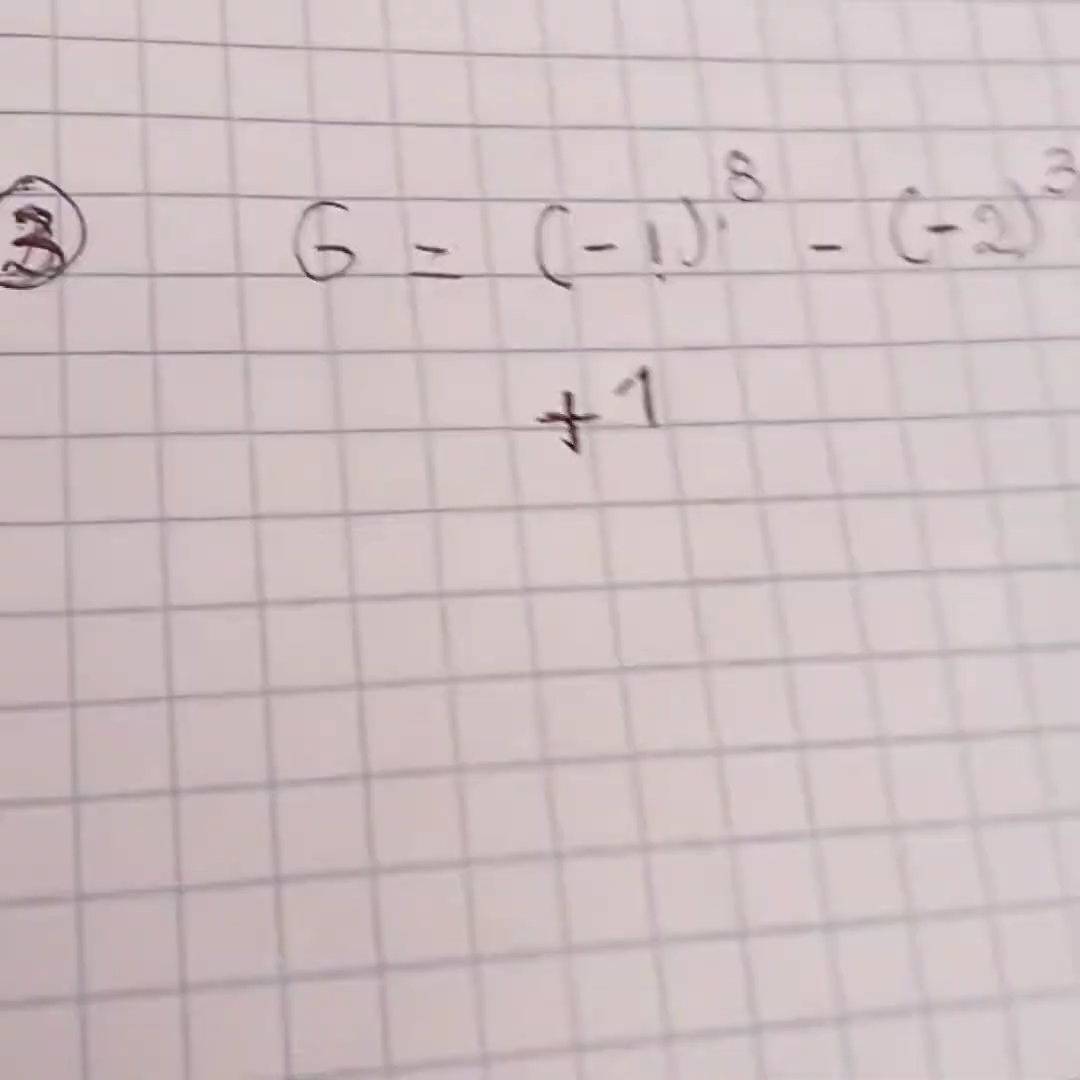 3 G = (-1)^8 - (-2)^3
+1